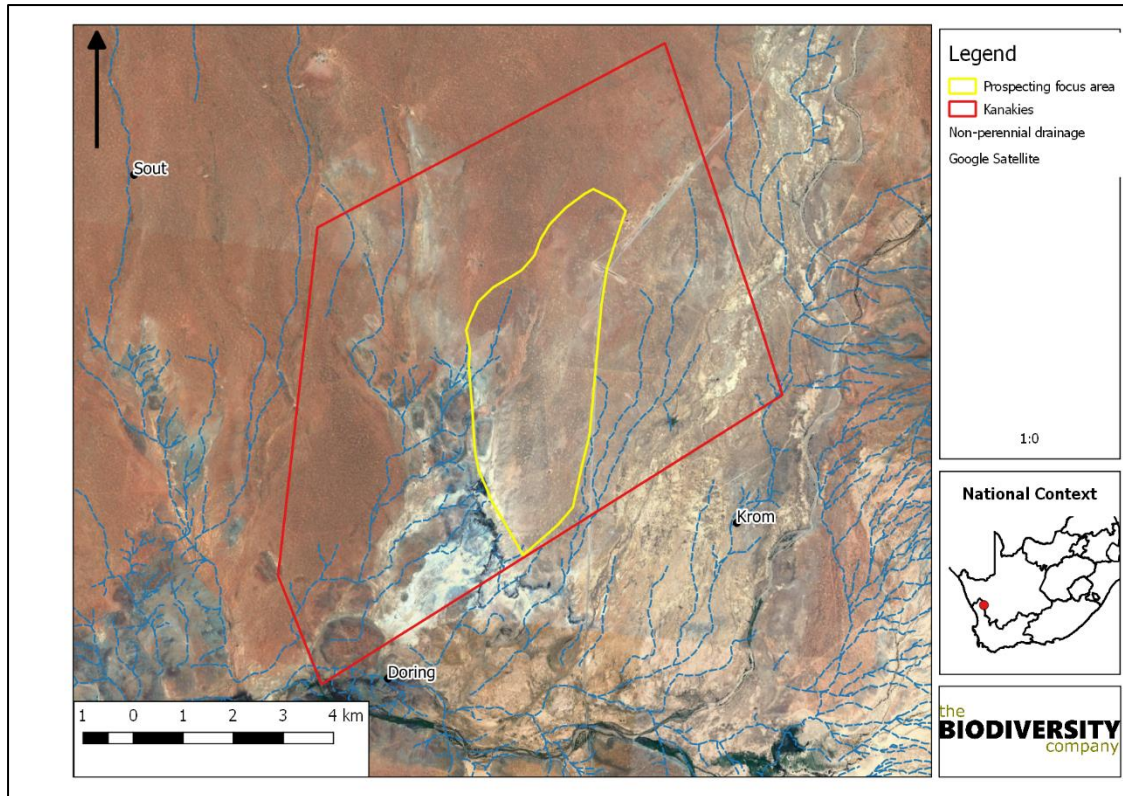 Sout
Krom
Doring
1 0 1 2 3 4 km
Legend
Prospecting focus area
Kanakies
Non-perennial drainage
Google Satellite
1:0
National Context
the
BIODIVERSITY
company